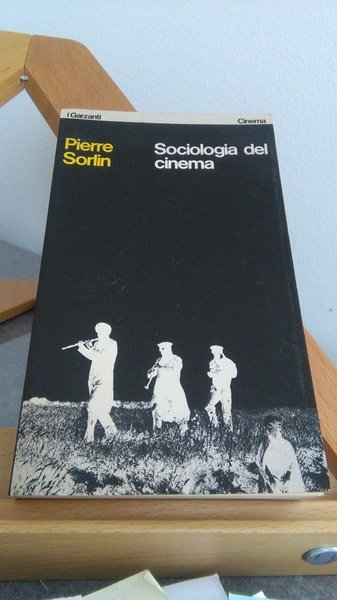 i Garzanti
Cinema
Pierre
Sorlin
Sociologia del
cinema